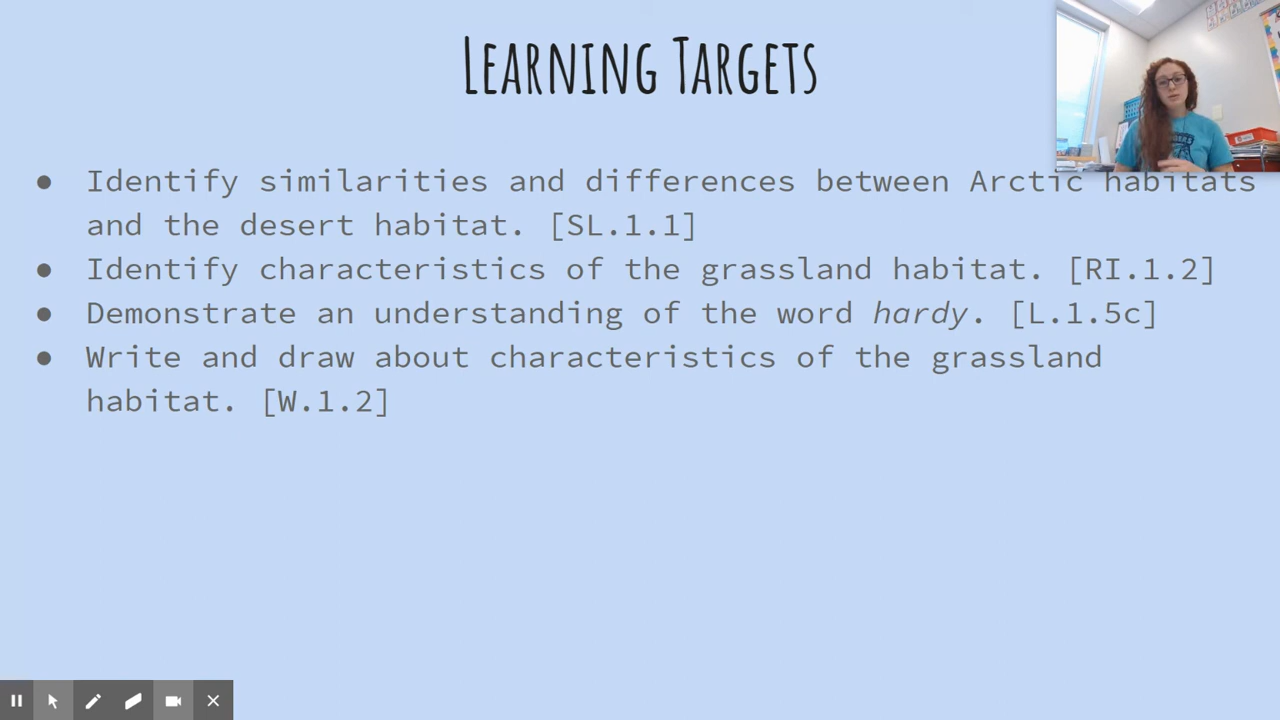 Learning Targets
● Identify similarities and differences between Arctic habitats
and the desert habitat. [SL.1.1]
● Identify characteristics of the grassland habitat. [RI.1.2]
● Demonstrate an understanding of the word hardy. [L.1.5c]
● Write and draw about characteristics of the grassland
habitat. [W.1.2]